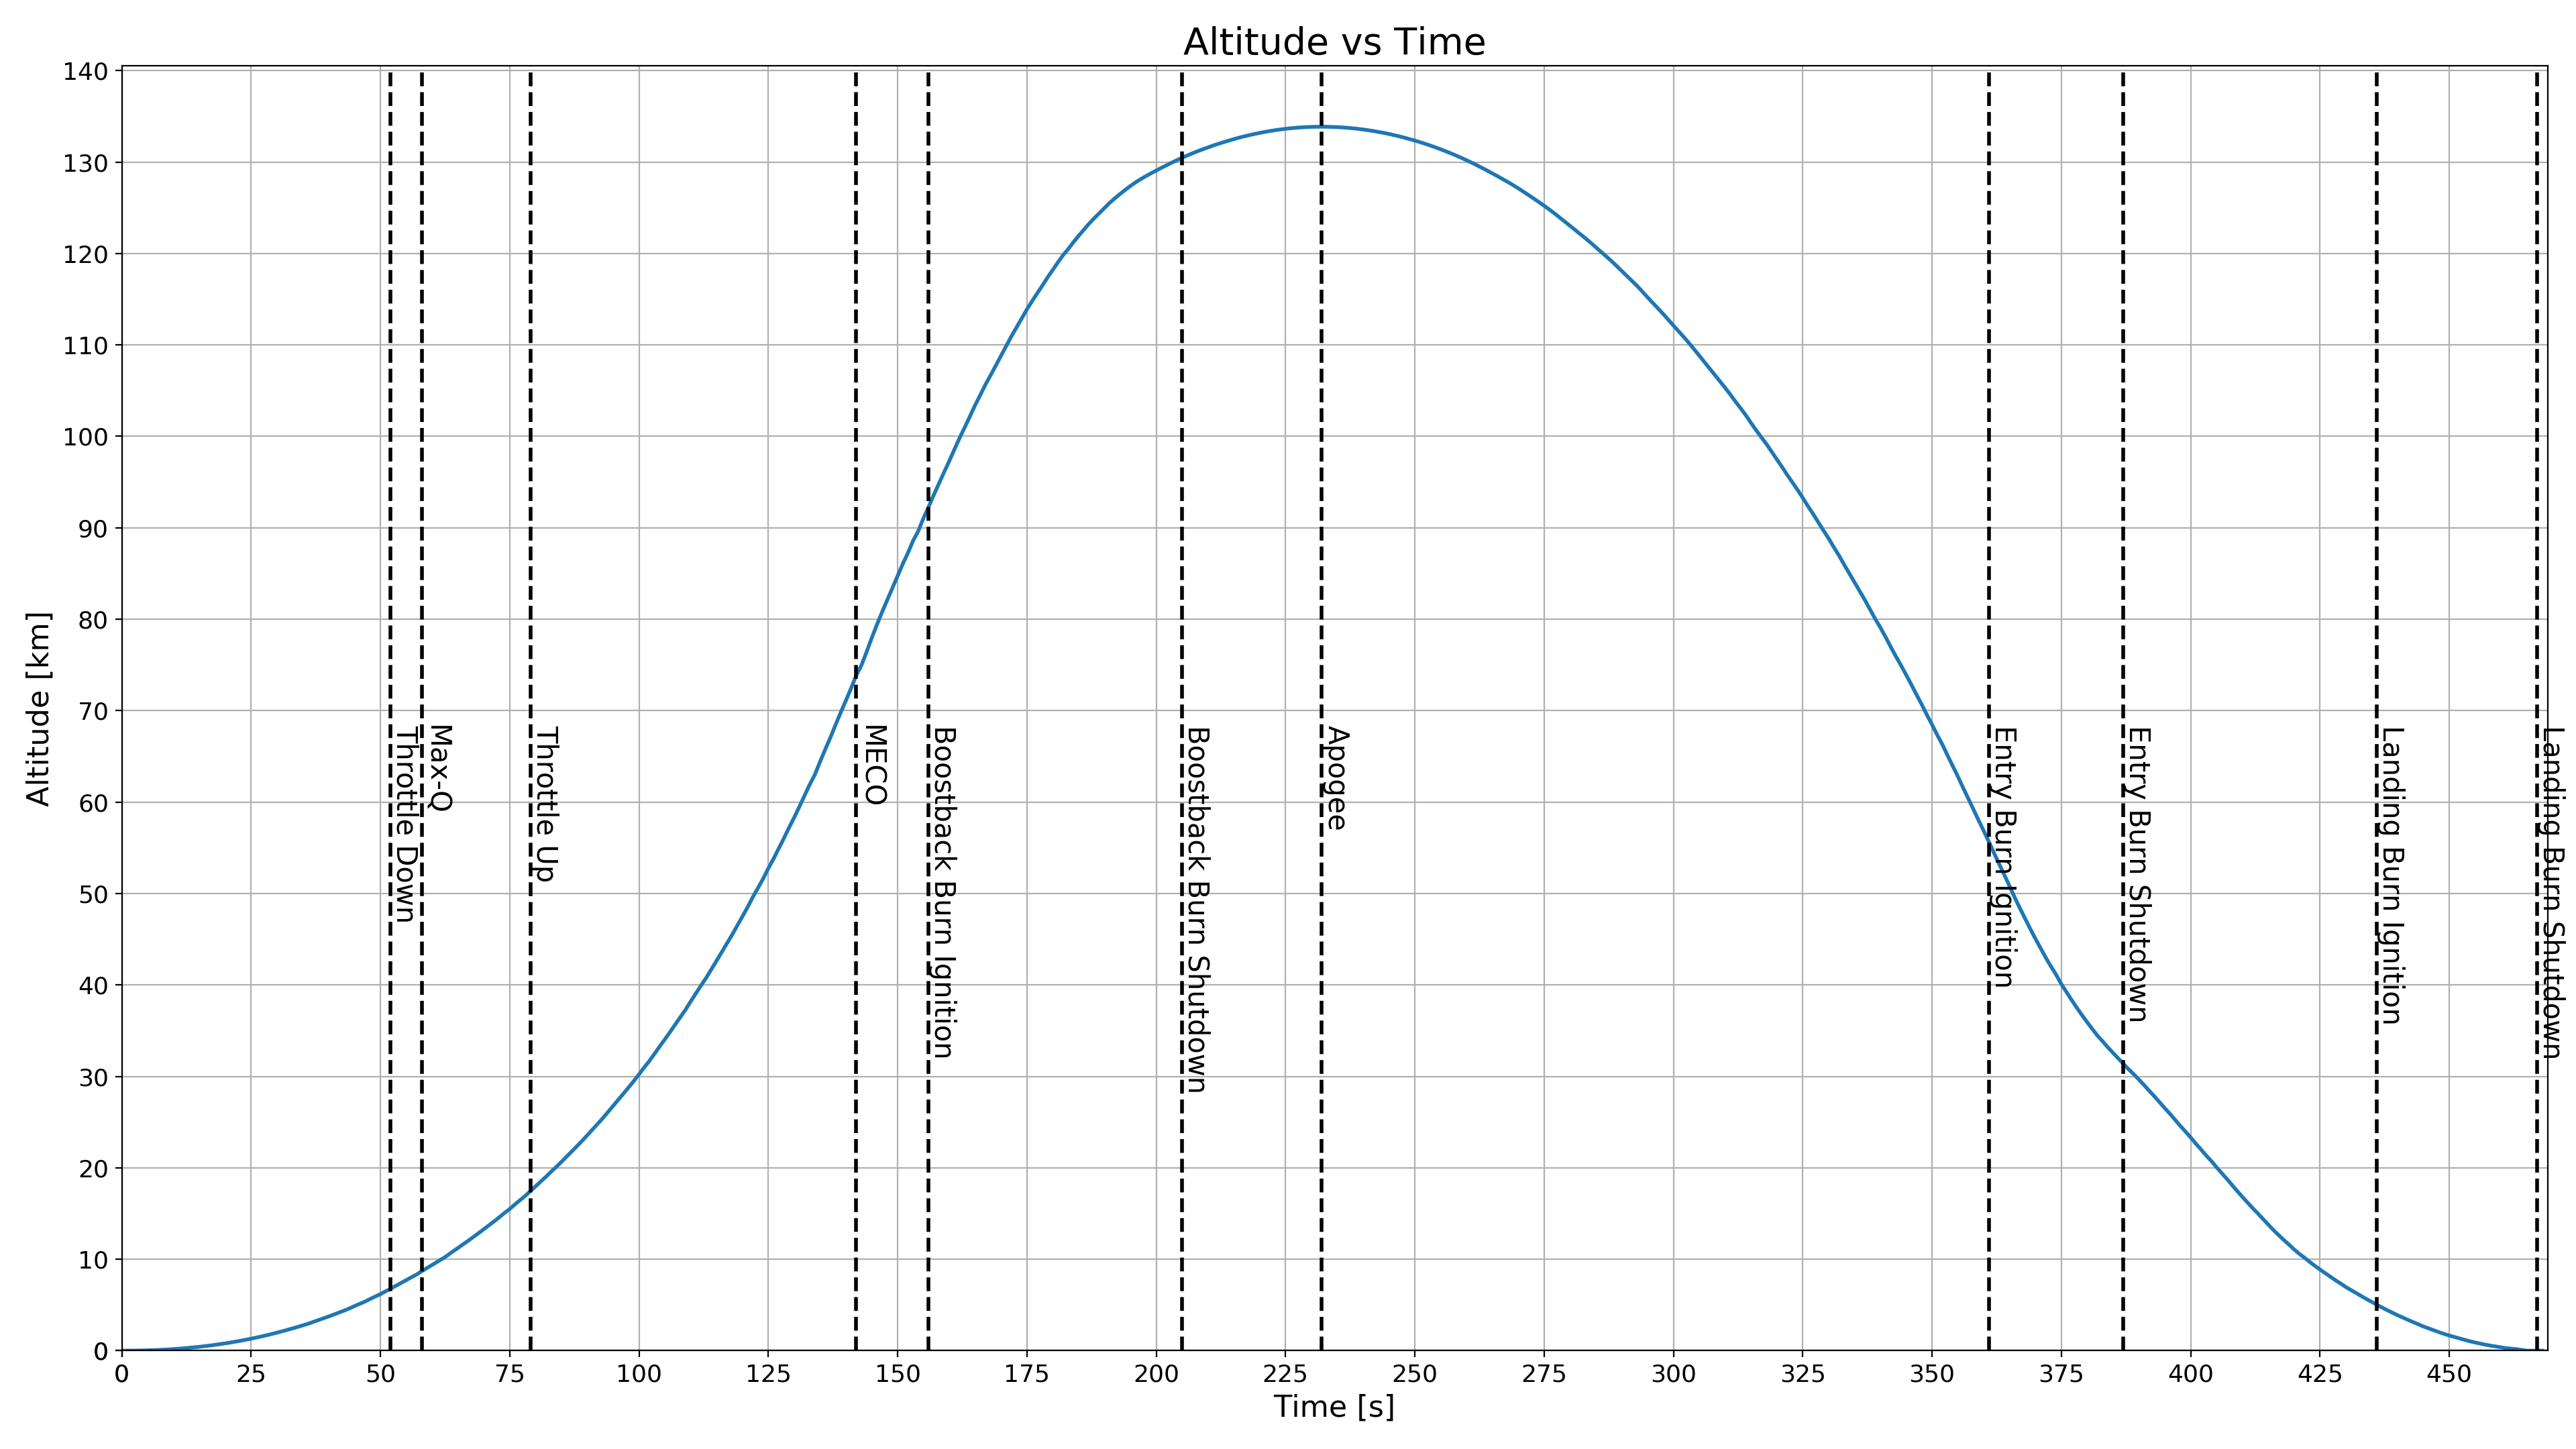 Altitude vs Time
Altitude [km]
140
130
120
110
100
90
80
70
60
50
40
30
20
10
0
Throttle Down
Max-Q
Throttle Up
MECO
Boostback Burn Ignition
Boostback Burn Shutdown
Apogee
Entry Burn Ignition
Entry Burn Shutdown
Landing Burn Ignition
Landing Burn Shutdown
0 25 50 75 100 125 150 175 200 225 250 275 300 325 350 375 400 425 450
Time [s]